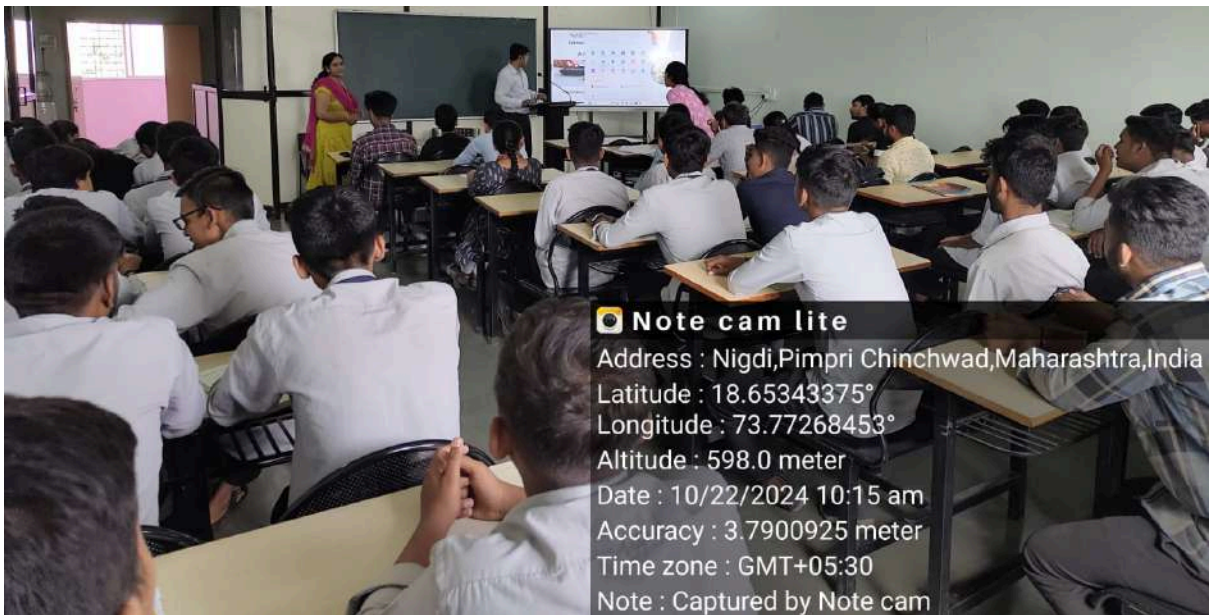 Note cam lite
Address : Nigdi,Pimpri Chinchwad,Maharashtra,India
Latitude : 18.65343375°
Longitude : 73.77268453°
Altitude : 598.0 meter
Date : 10/22/2024 10:15 am
Accuracy : 3.7900925 meter
Time zone : GMT+05:30
Note : Captured by Note cam